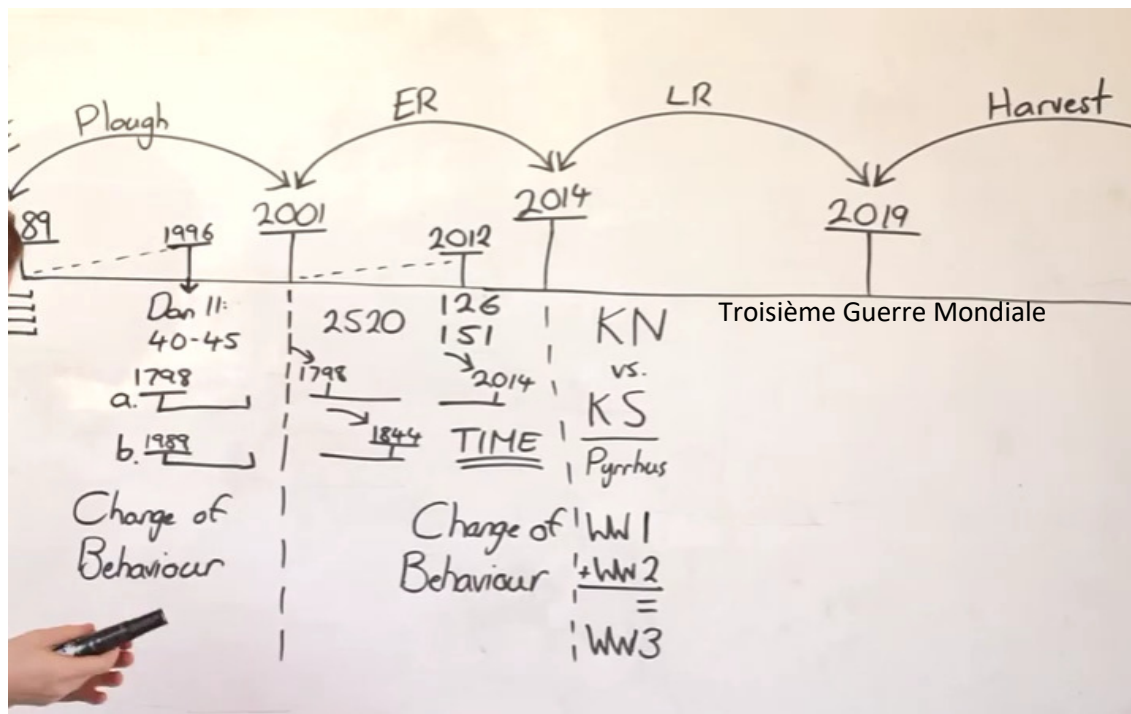 Plough
ER
LR
Harvest
89
1996
2001
2012
2014
2019
Dan 11:
40-45
1798
a.
b. 1989
Change of
Behaviour
2520
1798
1844
126
151
2014
TIME
Change of
Behaviour
KN
vs.
KS
Pyrrhus
WW1
+WW2
=
WW3
Troisième Guerre Mondiale